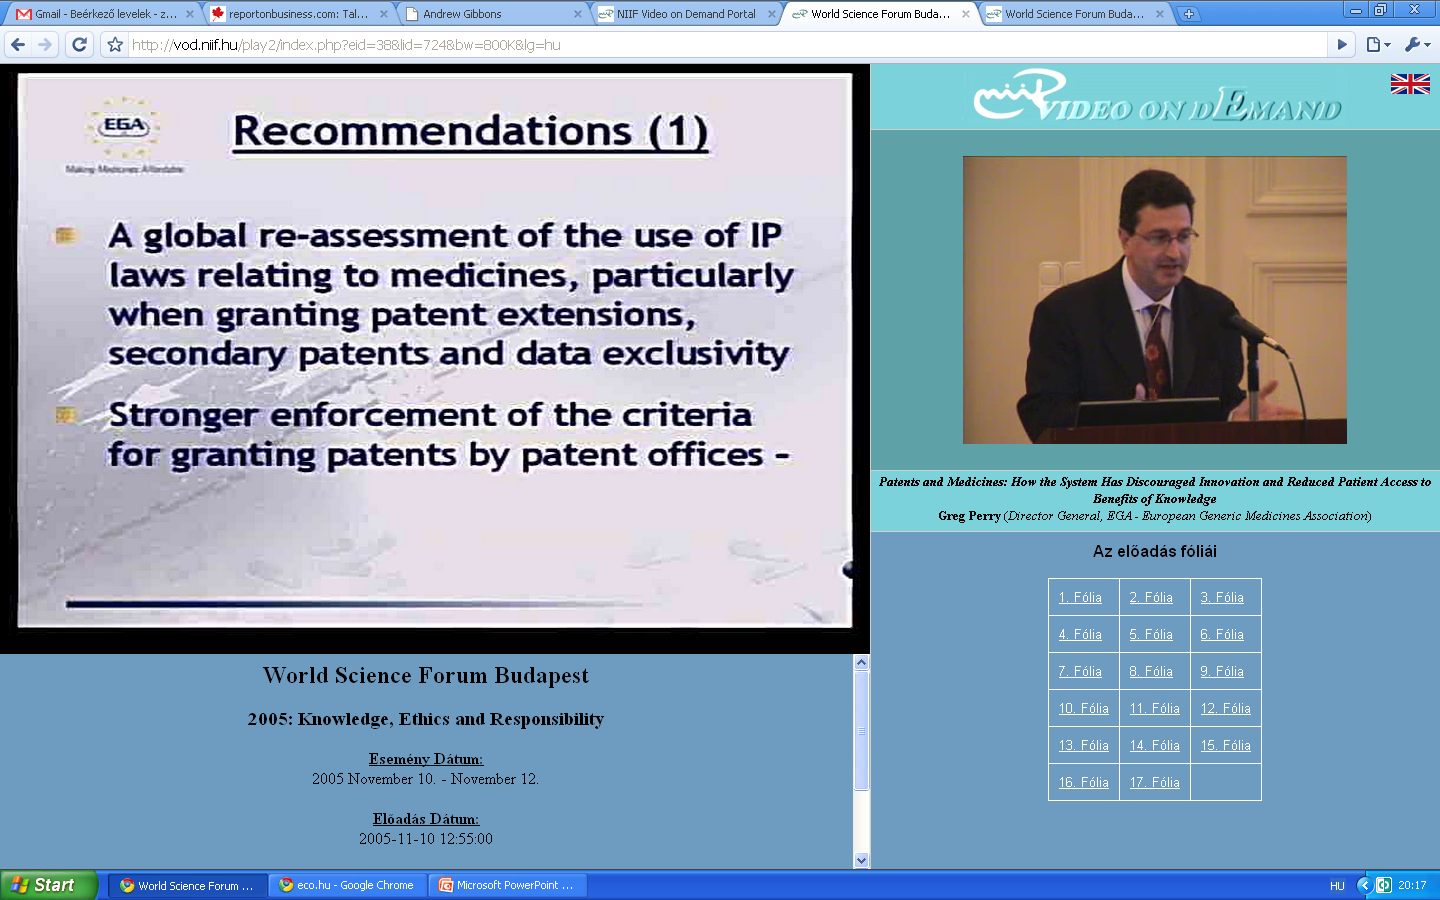 Gmail - Beérkező levelek - z...
reportonbusiness.com: Tal...
Andrew Gibbons
NIIF Video on Demand Portal
World Science Forum Buda...
World Science Forum Buda...
http://vod.niif.hu/play2/index.php?eid=38&lid=724&bw=800K&lg=hu
EGA
Making Medicines Affordable
Recommendations (1)
A global re-assessment of the use of IP
laws relating to medicines, particularly
when granting patent extensions,
secondary patents and data exclusivity
Stronger enforcement of the criteria
for granting patents by patent offices -
World Science Forum Budapest
2005: Knowledge, Ethics and Responsibility
Esemény Dátum:
2005 November 10. - November 12.
Előadás Dátum:
2005-11-10 12:55:00
VIDEO ON DEMAND
Patents and Medicines: How the System Has Discouraged Innovation and Reduced Patient Access to
Benefits of Knowledge
Greg Perry (Director General, EGA - European Generic Medicines Association)
Az előadás fóliái
1. Fólia 2. Fólia 3. Fólia
4. Fólia 5. Fólia 6. Fólia
7. Fólia 8. Fólia 9. Fólia
10. Fólia 11. Fólia 12. Fólia
13. Fólia 14. Fólia 15. Fólia
16. Fólia 17. Fólia
Start
World Science Forum ...
eco.hu - Google Chrome
Microsoft PowerPoint ...
HU
20:17